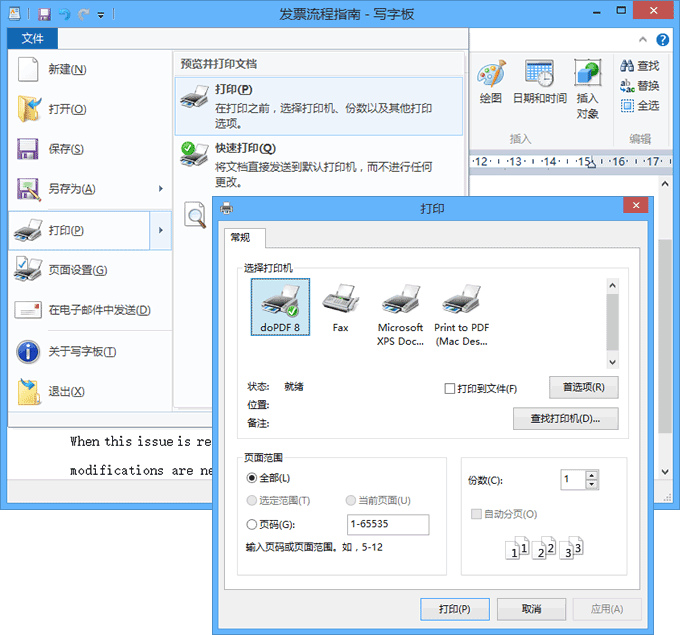 发票流程指南 - 写字板
文件
新建(N)
打开(O)
保存(S)
另存为(A)
打印(P)
页面设置(G)
在电子邮件中发送(D)
关于写字板(T)
退出(X)
预览并打印文档
打印(P)
在打印之前，选择打印机、份数以及其他打印
选项。
快速打印(Q)
将文档直接发送到默认打印机，而不进行任何
更改。
绘图
日期和时间
插入
对象
插入
查找
替换
全选
编辑
·12·ı·13·ı·14·ı·15·ı·16·ı·17·ı
When this issue is re
modifications are ne
打印
常规
选择打印机
doPDF 8
Fax
Microsoft
XPS Doc...
Print to PDF
(Mac Des...
状态: 就绪
位置:
备注:
打印到文件(F)
首选项(R)
查找打印机(D)...
页面范围
全部(L)
选定范围(T)
当前页面(U)
页码(G):
1-65535
输入页码或页面范围。如，5-12
份数(C):
1
自动分页(O)
1 1 2 2 3 3
打印(P)
取消
应用(A)